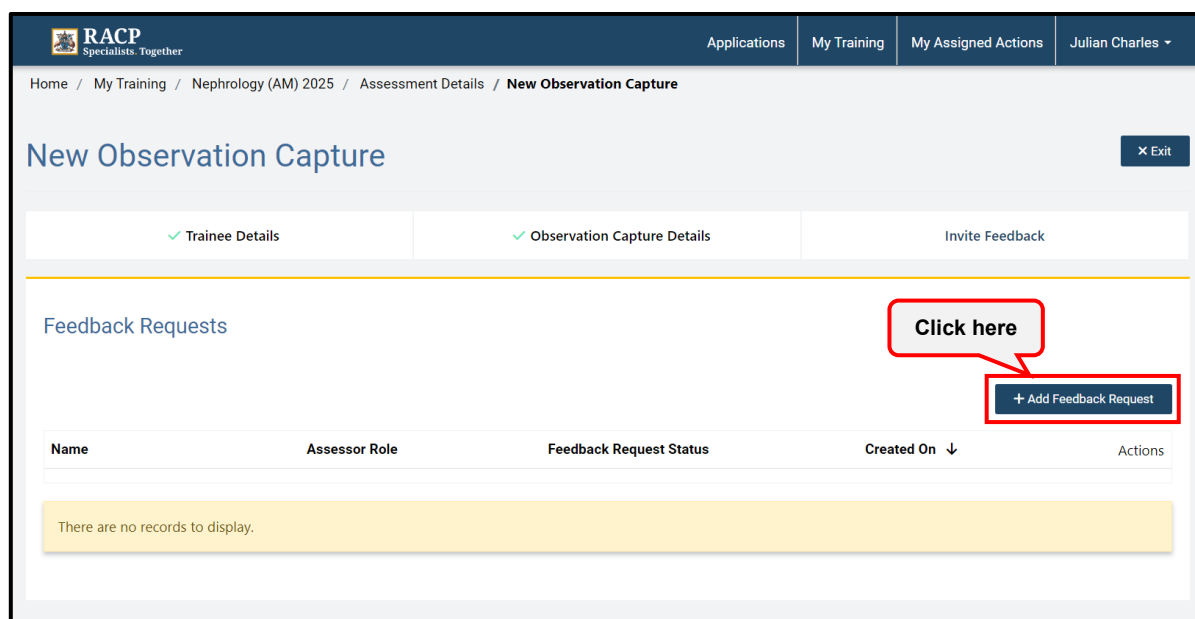 RACP
Specialists. Together
Applications
My Training
My Assigned Actions
Julian Charles
Home / My Training / Nephrology (AM) 2025 / Assessment Details / New Observation Capture
New Observation Capture
× Exit
✓ Trainee Details
✓ Observation Capture Details
Invite Feedback
Feedback Requests
Click here
+ Add Feedback Request
Name Assessor Role Feedback Request Status Created On ↓ Actions
There are no records to display.